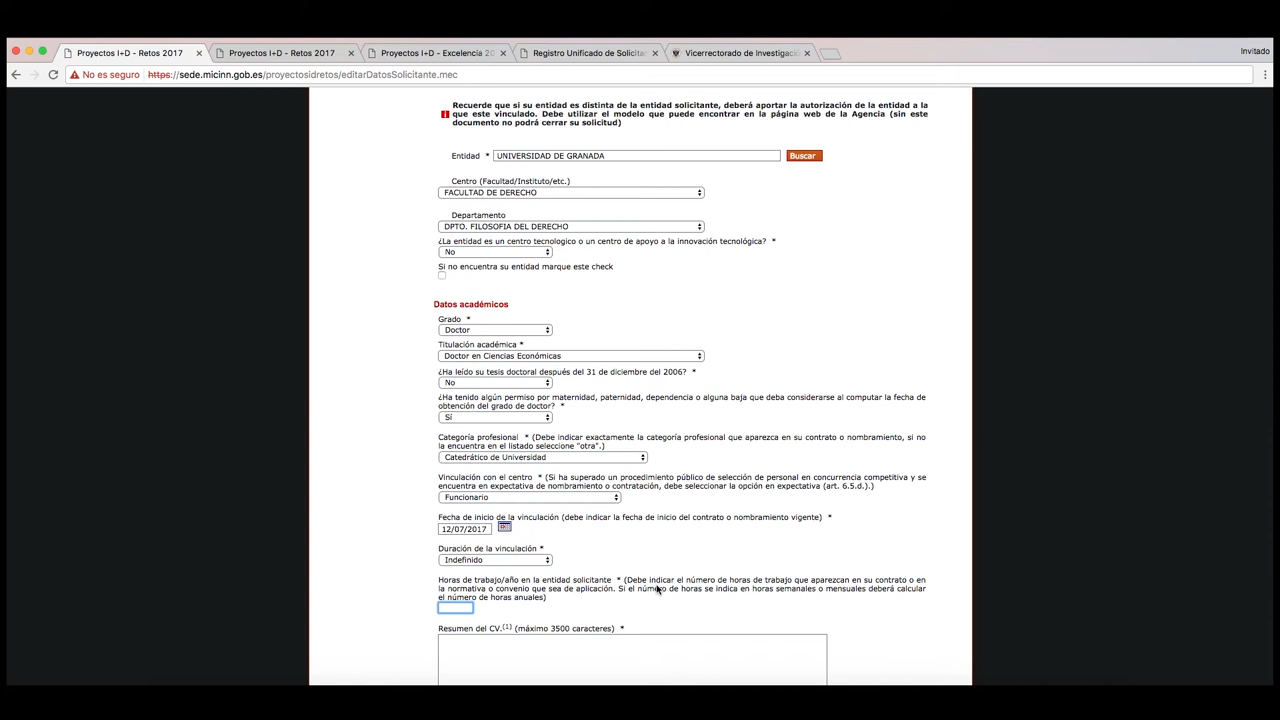 Proyectos I+D - Retos 2017
Proyectos I+D - Retos 2017
Proyectos I+D - Excelencia 20
Registro Unificado de Solicita
Vicerrectorado de Investigaci
Invitado
No es seguro
https://sede.micinn.gob.es/proyectosidretos/editarDatosSolicitante.mec
Recuerde que si su entidad es distinta de la entidad solicitante, deberá aportar la autorización de la entidad a la
que este vinculado. Debe utilizar el modelo que puede encontrar en la página web de la Agencia (sin este
documento no podrá cerrar su solicitud)
Entidad * UNIVERSIDAD DE GRANADA Buscar
Centro (Facultad/Instituto/etc.)
FACULTAD DE DERECHO
Departamento
DPTO. FILOSOFIA DEL DERECHO
¿La entidad es un centro tecnologico o un centro de apoyo a la innovación tecnológica? *
No
Si no encuentra su entidad marque este check
Datos académicos
Grado *
Doctor
Titulación académica *
Doctor en Ciencias Económicas
¿Ha leído su tesis doctoral después del 31 de diciembre del 2006? *
No
¿Ha tenido algún permiso por maternidad, paternidad, dependencia o alguna baja que deba considerarse al computar la fecha de
obtención del grado de doctor? *
Sí
Categoría profesional * (Debe indicar exactamente la categoría profesional que aparezca en su contrato o nombramiento, si no
la encuentra en el listado seleccione "otra".)
Catedrático de Universidad
Vinculación con el centro * (Si ha superado un procedimiento público de selección de personal en concurrencia competitiva y se
encuentra en expectativa de nombramiento o contratación, debe seleccionar la opción en expectativa (art. 6.5.d.).)
Funcionario
Fecha de inicio de la vinculación (debe indicar la fecha de inicio del contrato o nombramiento vigente) *
12/07/2017
Duración de la vinculación *
Indefinido
Horas de trabajo/año en la entidad solicitante * (Debe indicar el número de horas de trabajo que aparezcan en su contrato o en
la normativa o convenio que sea de aplicación. Si el número de horas se indica en horas semanales o mensuales deberá calcular
el número de horas anuales)
Resumen del CV.(1) (máximo 3500 caracteres) *